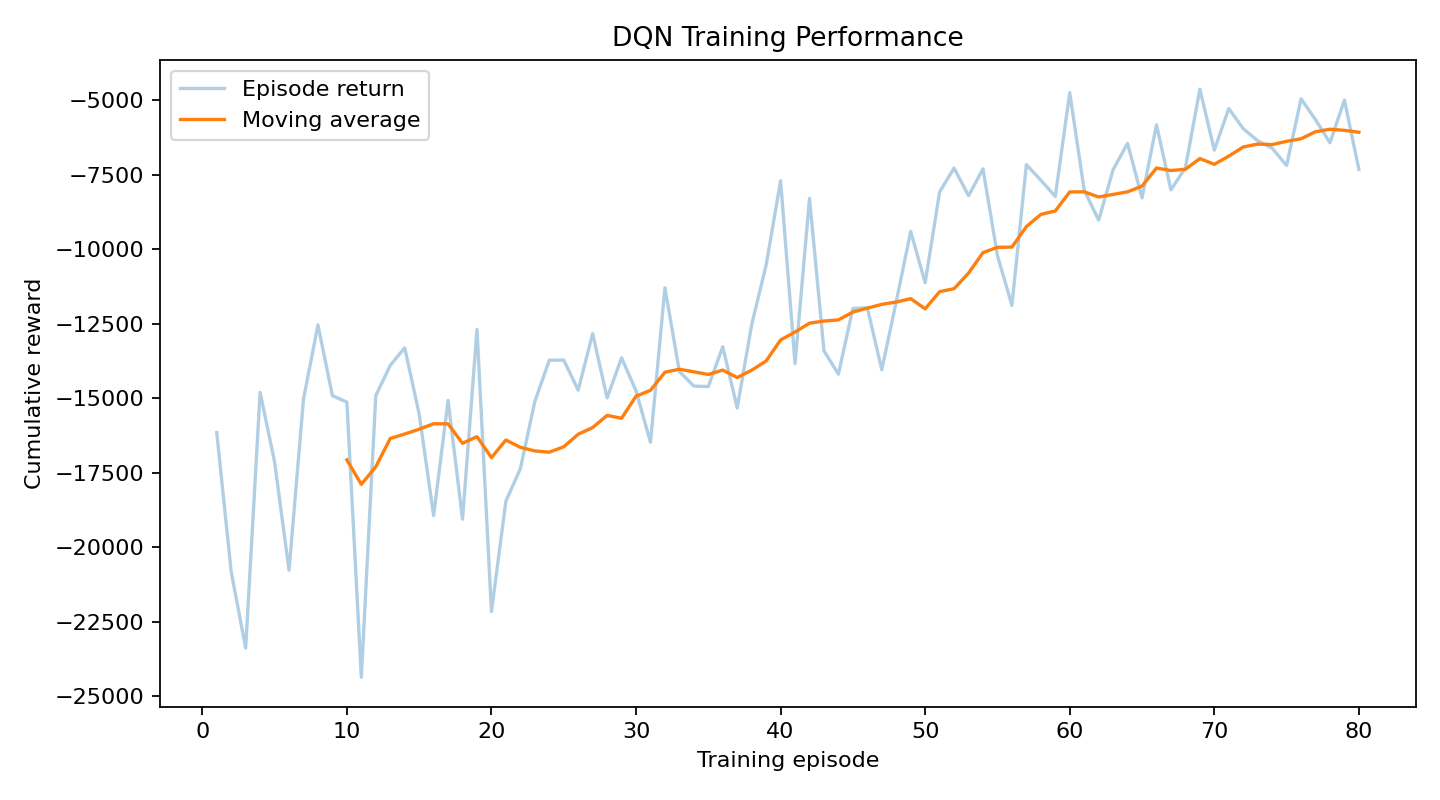 DQN Training Performance
Episode return
Moving average
Cumulative reward
−5000
−7500
−10000
−12500
−15000
−17500
−20000
−22500
−25000
0 10 20 30 40 50 60 70 80
Training episode